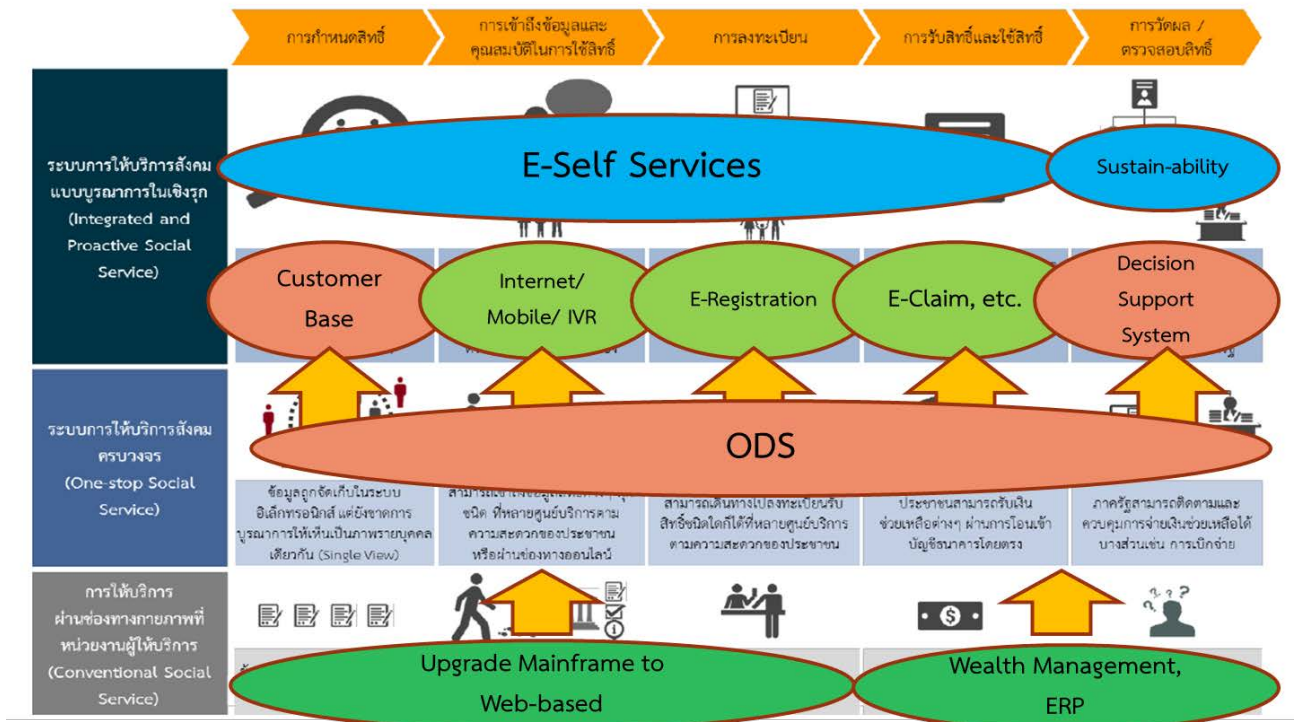 การกำหนดสิทธิ์
การเข้าถึงข้อมูลและ
คุณสมบัติในการใช้สิทธิ์
การลงทะเบียน
การรับสิทธิ์และใช้สิทธิ์
การวัดผล /
ตรวจสอบสิทธิ์
ระบบการให้บริการสังคม
แบบบูรณาการในเชิงรุก
(Integrated and
Proactive Social
Service)
E-Self Services
Sustain-ability
Customer
Base
Internet/
Mobile/ IVR
E-Registration
E-Claim, etc.
Decision
Support
System
ระบบการให้บริการสังคม
ครบวงจร
(One-stop Social
Service)
ODS
ข้อมูลถูกจัดเก็บในระบบ
อิเล็กทรอนิกส์ แต่ยังขาดการ
บูรณาการให้เห็นเป็นภาพรายบุคคล
เดียวกัน (Single View)
ชนิด ที่หลายศูนย์บริการตาม
ความสะดวกของประชาชน
หรือผ่านช่องทางออนไลน์
สามารถเดินทางไปลงทะเบียนรับ
สิทธิ์ชนิดใดก็ได้ที่หลายศูนย์บริการ
ตามความสะดวกของประชาชน
ประชาชนสามารถรับเงิน
ช่วยเหลือต่างๆ ผ่านการโอนเข้า
บัญชีธนาคารโดยตรง
ภาครัฐสามารถติดตามและ
ควบคุมการจ่ายเงินช่วยเหลือได้
บางส่วนเช่น การเบิกจ่าย
การให้บริการ
ผ่านช่องทางกายภาพที่
หน่วยงานผู้ให้บริการ
(Conventional Social
Service)
Upgrade Mainframe to
Web-based
Wealth Management,
ERP